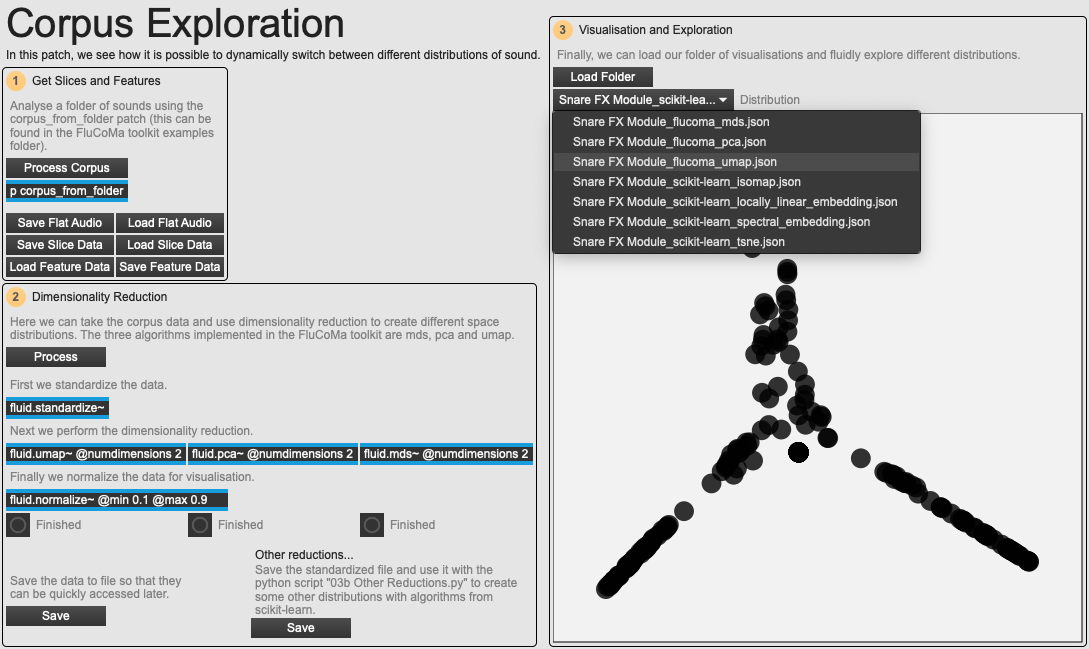 Corpus Exploration
In this patch, we see how it is possible to dynamically switch between different distributions of sound.
1 Get Slices and Features
Analyse a folder of sounds using the
corpus_from_folder patch (this can be
found in the FluCoMa toolkit examples
folder).
Process Corpus
p corpus_from_folder
Save Flat Audio Load Flat Audio
Save Slice Data Load Slice Data
Load Feature Data Save Feature Data
2 Dimensionality Reduction
Here we can take the corpus data and use dimensionality reduction to create different space
distributions. The three algorithms implemented in the FluCoMa toolkit are mds, pca and umap.
Process
First we standardize the data.
fluid.standardize~
Next we perform the dimensionality reduction.
fluid.umap~ @numdimensions 2 fluid.pca~ @numdimensions 2 fluid.mds~ @numdimensions 2
Finally we normalize the data for visualisation.
fluid.normalize~ @min 0.1 @max 0.9
Finished Finished Finished
Save the data to file so that they
can be quickly accessed later.
Save
Other reductions...
Save the standardized file and use it with the
python script "03b Other Reductions.py" to create
some other distributions with algorithms from
scikit-learn.
Save
3 Visualisation and Exploration
Finally, we can load our folder of visualisations and fluidly explore different distributions.
Load Folder
Snare FX Module_scikit-lea... Distribution
Snare FX Module_flucoma_mds.json
Snare FX Module_flucoma_pca.json
Snare FX Module_flucoma_umap.json
Snare FX Module_scikit-learn_isomap.json
Snare FX Module_scikit-learn_locally_linear_embedding.json
Snare FX Module_scikit-learn_spectral_embedding.json
Snare FX Module_scikit-learn_tsne.json